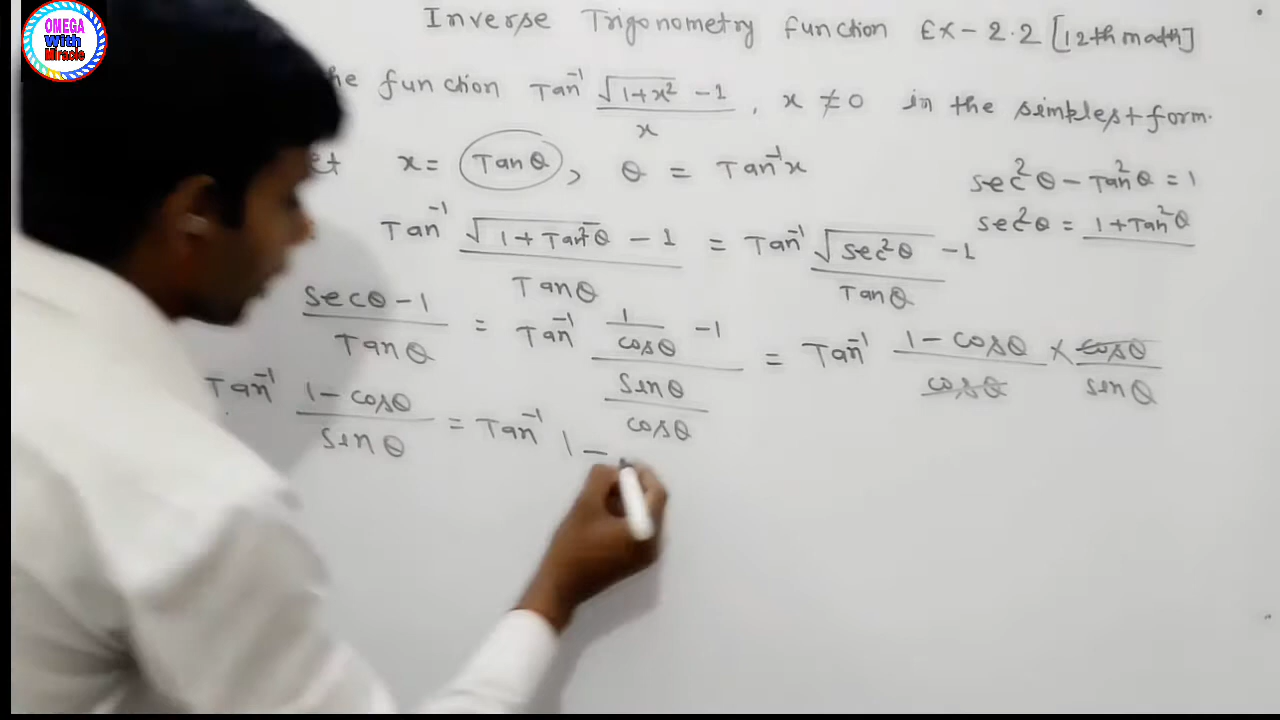 OMEGA
With
Miracle
Inverse Trigonometry function EX-2.2 [12th math]
he function Tan⁻¹ (√(1+x²) -1)/x, x ≠ 0 in the simplest form.
et x = Tanθ, θ = Tan⁻¹x
sec²θ - Tan²θ = 1
sec²θ = 1+Tan²θ
Tan⁻¹ (√(1+Tan²θ) - 1)/Tanθ = Tan⁻¹ (√(sec²θ) - 1)/Tanθ
(secθ - 1)/Tanθ = Tan⁻¹ (1/cosθ - 1)/(sinθ/cosθ) = Tan⁻¹ (1 - cosθ)/cosθ × cosθ/sinθ
Tan⁻¹ (1 - cosθ)/sinθ = Tan⁻¹ 1 -